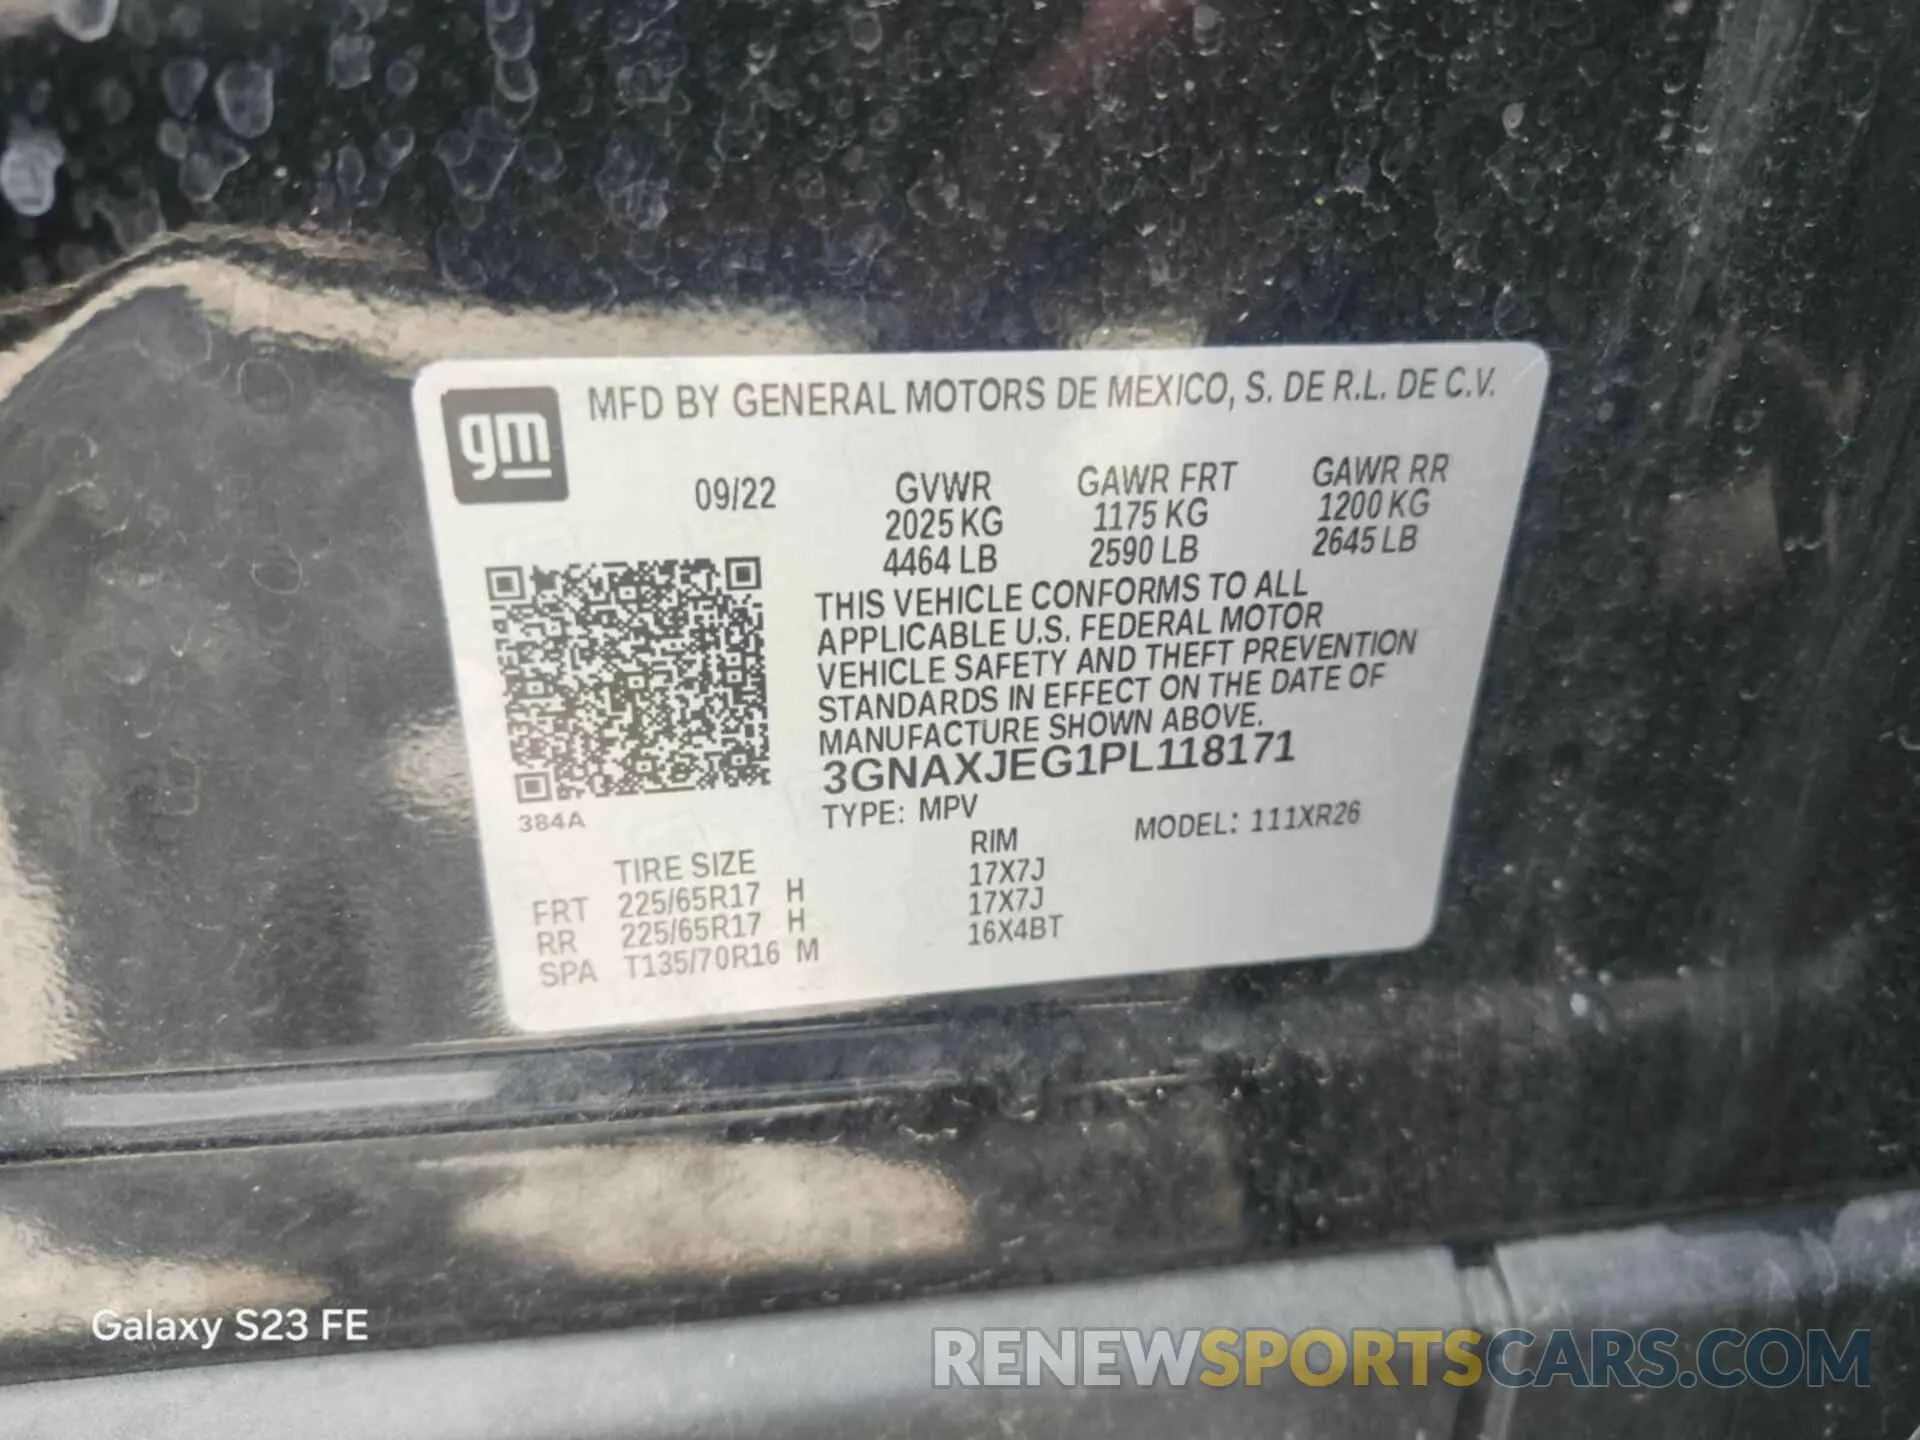 gm
MFD BY GENERAL MOTORS DE MEXICO, S. DE R.L. DE C.V.
09/22 GVWR GAWR FRT GAWR RR
2025 KG 1175 KG 1200 KG
4464 LB 2590 LB 2645 LB
THIS VEHICLE CONFORMS TO ALL
APPLICABLE U.S. FEDERAL MOTOR
VEHICLE SAFETY AND THEFT PREVENTION
STANDARDS IN EFFECT ON THE DATE OF
MANUFACTURE SHOWN ABOVE.
3GNAXJEG1PL118171
384A
TYPE: MPV MODEL: 111XR26
TIRE SIZE RIM
FRT 225/65R17 H 17X7J
RR 225/65R17 H 17X7J
SPA T135/70R16 M 16X4BT
Galaxy S23 FE
RENEWSPORTSCARS.COM